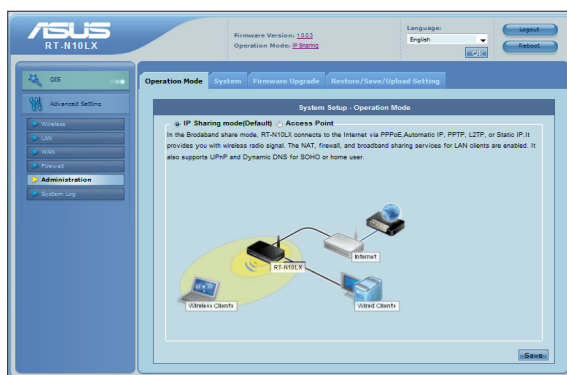 ASUS
RT-N10LX
Firmware Version: 1.0.0.3
Operation Mode: IP Sharing
Language:
English
OK
Logout
Reboot
QIS
Advanced Setting
Wireless
LAN
WAN
Firewall
Administration
System Log
Operation Mode
System
Firmware Upgrade
Restore/Save/Upload Setting
System Setup - Operation Mode
IP Sharing mode(Default) Access Point
In the Brodaband share mode, RT-N10LX connects to the Internet via PPPoE,Automatic IP, PPTP, L2TP, or Static IP.It
provides you with wireless radio signal. The NAT, firewall, and broadband sharing services for LAN clients are enabled. It
also supports UPnP and Dynamic DNS for SOHO or home user.
Internet
RT-N10LX
Wireless Clients
Wired Clients
Save